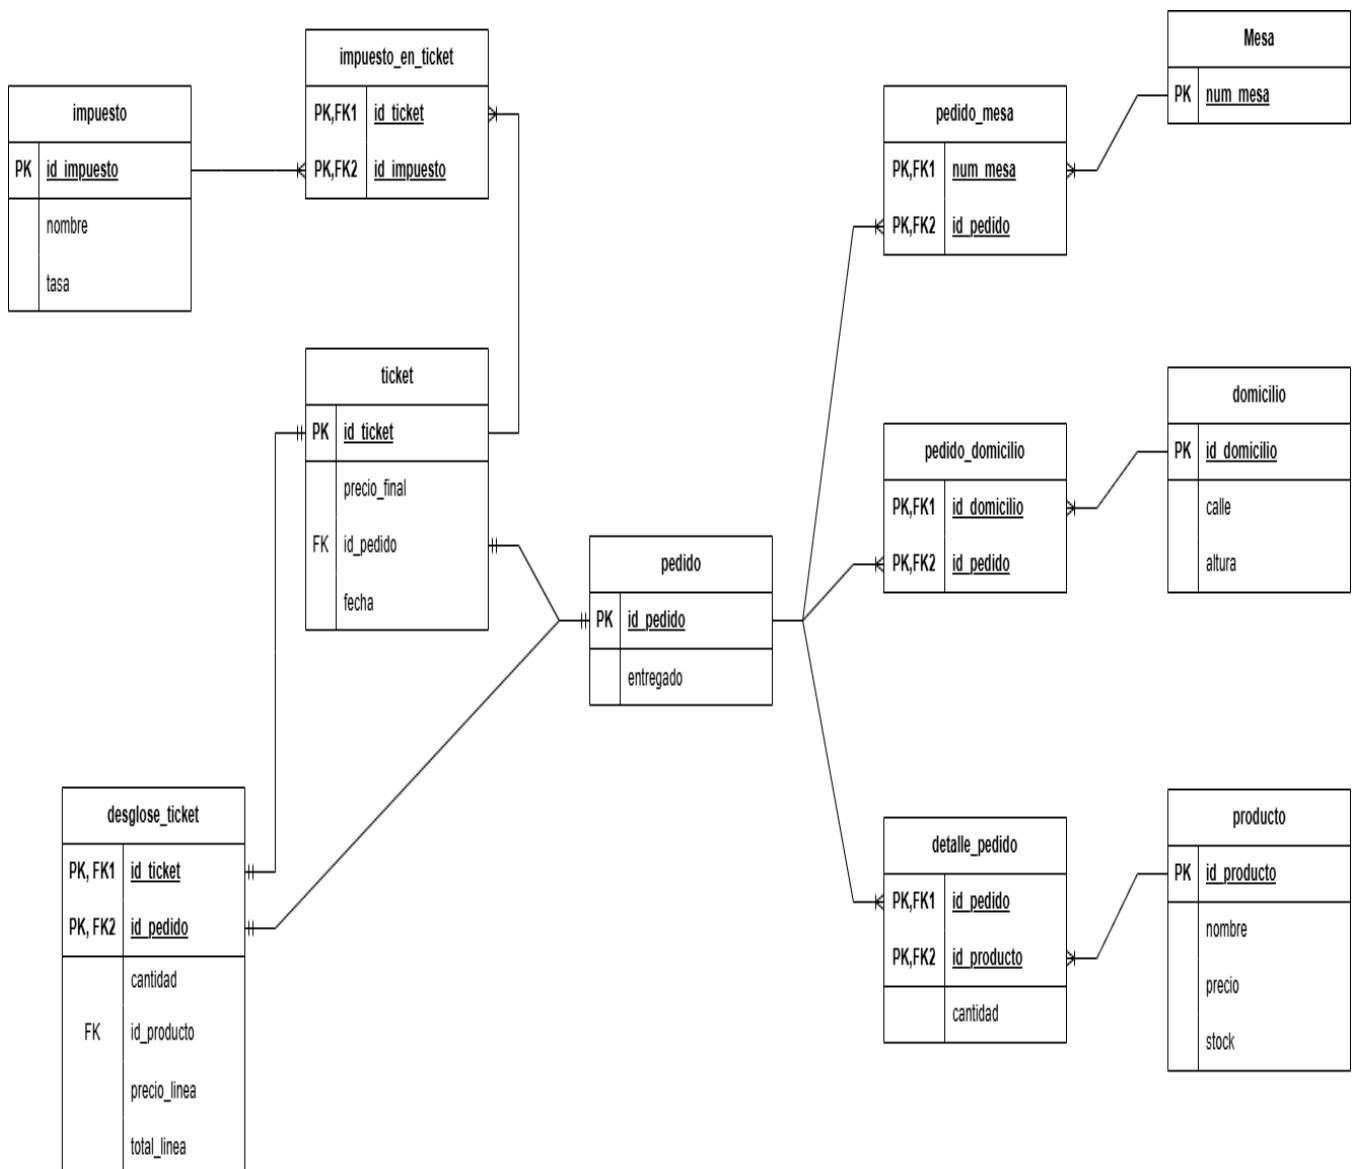 impuesto
PK id_impuesto
nombre
tasa
impuesto_en_ticket
PK,FK1 id_ticket
PK,FK2 id_impuesto
ticket
PK id_ticket
precio_final
FK id_pedido
fecha
desglose_ticket
PK, FK1 id_ticket
PK, FK2 id_pedido
cantidad
FK id_producto
precio_linea
total_linea
pedido
PK id_pedido
entregado
pedido_mesa
PK,FK1 num_mesa
PK,FK2 id_pedido
Mesa
PK num_mesa
pedido_domicilio
PK,FK1 id_domicilio
PK,FK2 id_pedido
domicilio
PK id_domicilio
calle
altura
detalle_pedido
PK,FK1 id_pedido
PK,FK2 id_producto
cantidad
producto
PK id_producto
nombre
precio
stock